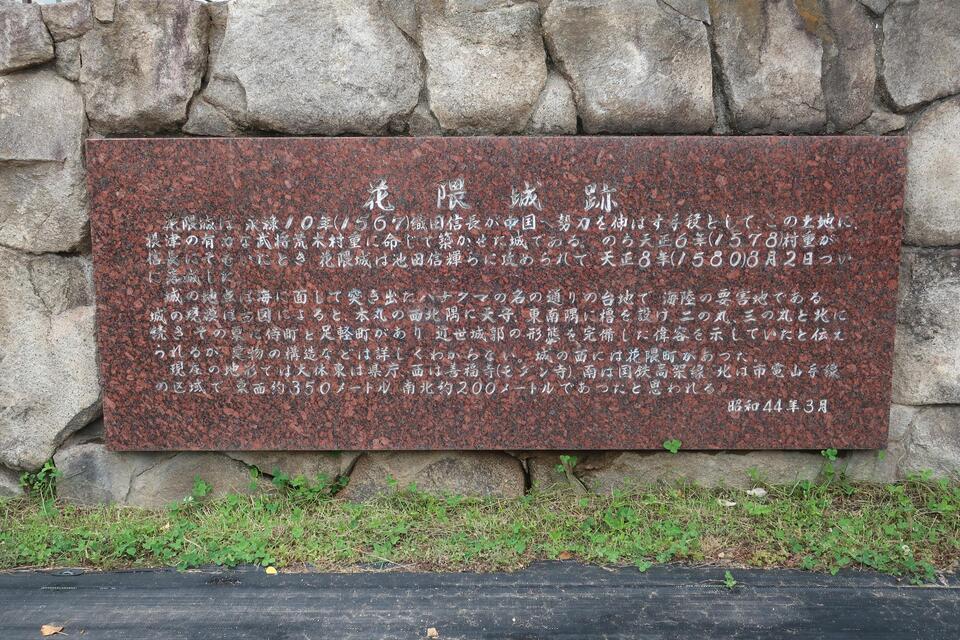 花隈城跡
花隈城は 永禄10年(1567)織田信長が中国へ勢力を伸ばす手段として、この土地に、
摂津の有力な武将荒木村重に命じて築かせた城である。のち天正6年(1578)村重が
信長にそむいたとき 花隈城は池田信輝らに攻められて、天正8年(1580)8月2日つい
に落城した
城の地点は海に面して突き出たハナクマの名の通りの台地で 海陸の要害地である
城の規模は古図によると、本丸の西北隅に天守、東南隅に櫓を設け 二の丸、三の丸と北に
続き その東に侍町と足軽町があり 近世城郭の形態を完備した偉容を示していたと伝え
られるが 建物の構造などは詳しくわからない。城の西には花隈町があった
現在の地形では大体東は県庁 西は善福寺(モダン寺) 南は国鉄高架線 北は市電山手線
の区域で 東西約350メートル 南北約200メートルであつたと思われる
昭和44年3月